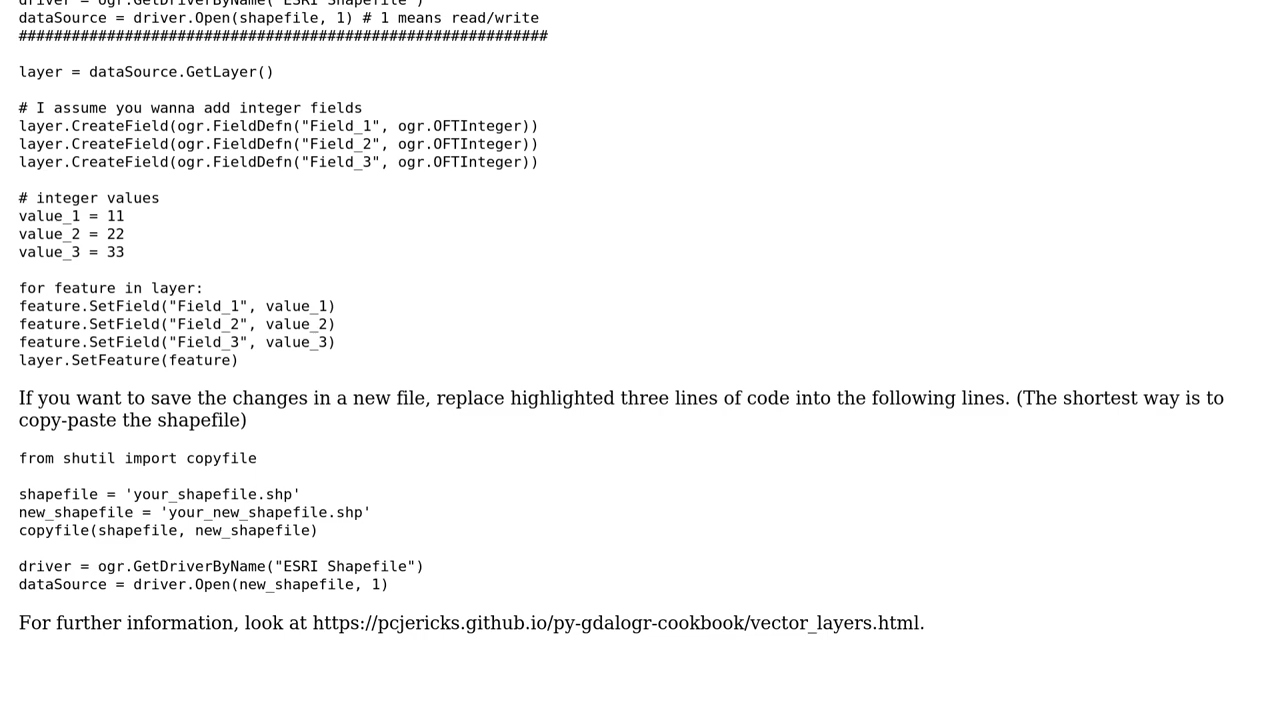 driver = ogr.GetDriverByName("ESRI Shapefile")
dataSource = driver.Open(shapefile, 1) # 1 means read/write
############################################################
layer = dataSource.GetLayer()
# I assume you wanna add integer fields
layer.CreateField(ogr.FieldDefn("Field_1", ogr.OFTInteger))
layer.CreateField(ogr.FieldDefn("Field_2", ogr.OFTInteger))
layer.CreateField(ogr.FieldDefn("Field_3", ogr.OFTInteger))
# integer values
value_1 = 11
value_2 = 22
value_3 = 33
for feature in layer:
feature.SetField("Field_1", value_1)
feature.SetField("Field_2", value_2)
feature.SetField("Field_3", value_3)
layer.SetFeature(feature)
If you want to save the changes in a new file, replace highlighted three lines of code into the following lines. (The shortest way is to
copy-paste the shapefile)
from shutil import copyfile
shapefile = 'your_shapefile.shp'
new_shapefile = 'your_new_shapefile.shp'
copyfile(shapefile, new_shapefile)
driver = ogr.GetDriverByName("ESRI Shapefile")
dataSource = driver.Open(new_shapefile, 1)
For further information, look at https://pcjericks.github.io/py-gdalogr-cookbook/vector_layers.html.